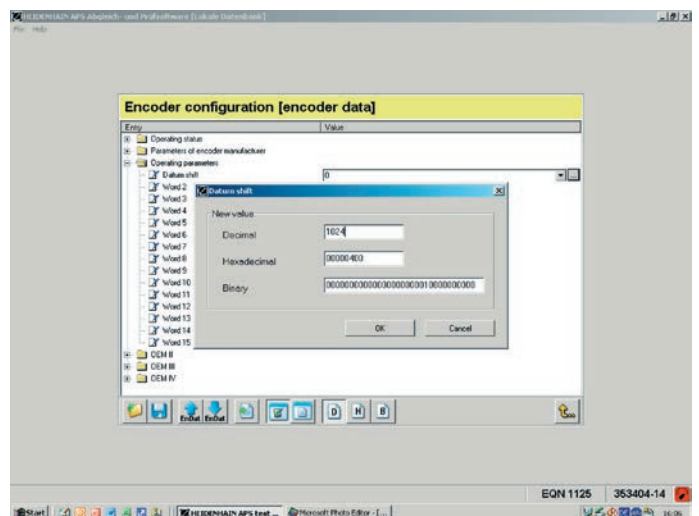 HEIDENHAIN APS Abgleich- und Prüfsoftware [Lokale Datenbank]
File Help
Encoder configuration [encoder data]
Entry Value
Operating status
Parameters of encoder manufacturer
Operating parameters
Datum shift 0
Word 2
Word 3
Word 4
Word 5
Word 6
Word 7
Word 8
Word 9
Word 10
Word 11
Word 12
Word 13
Word 14
Word 15
OEM II
OEM III
OEM IV
Datum shift
New value
Decimal 1024
Hexadecimal 00000400
Binary
OK Cancel
EnDat EnDat D H B
EQN 1125 353404-14
Start HEIDENHAIN APS test ... Microsoft Photo Editor - [... 16:06